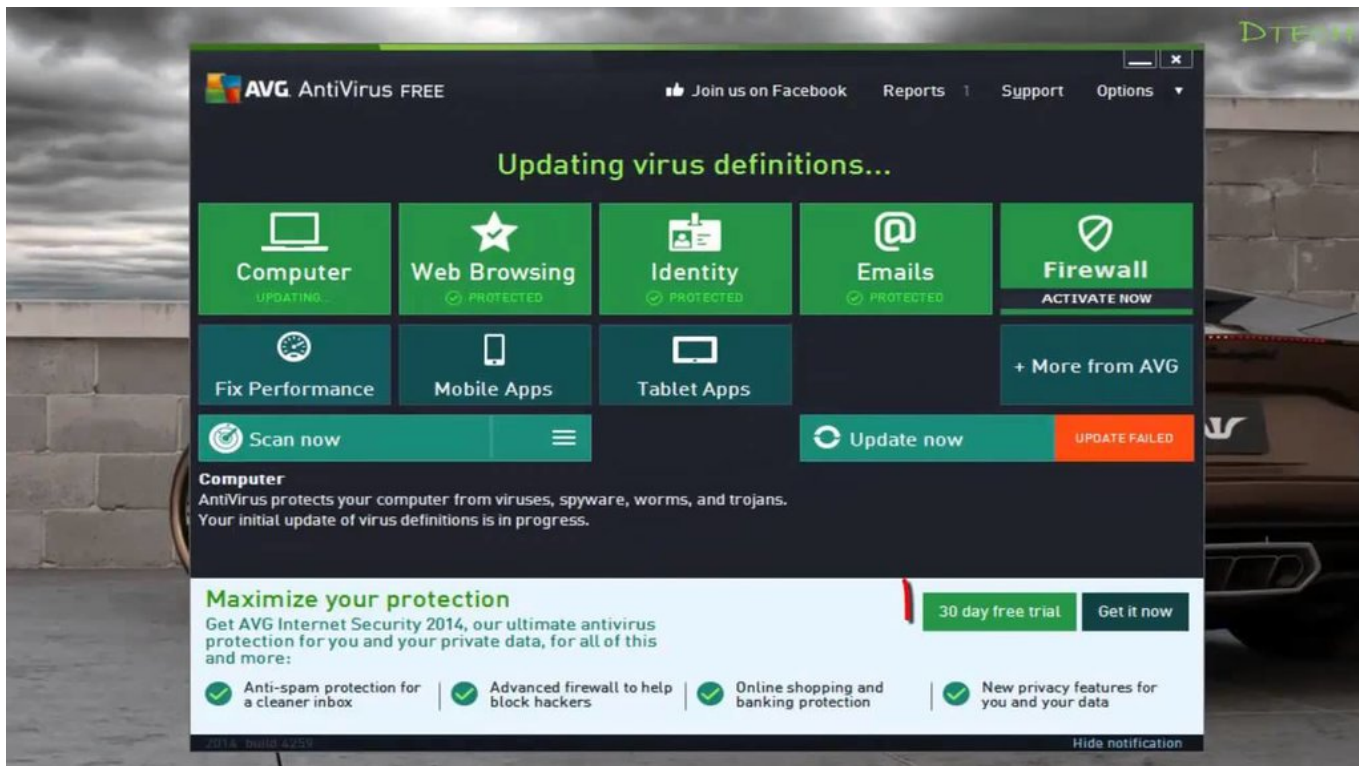 DTECH
AVG AntiVirus FREE
Join us on Facebook
Reports 1
Support
Options
Updating virus definitions...
Computer
UPDATING...
Web Browsing
PROTECTED
Identity
PROTECTED
Emails
PROTECTED
Firewall
ACTIVATE NOW
Fix Performance
Mobile Apps
Tablet Apps
+ More from AVG
Scan now
Update now
UPDATE FAILED
Computer
AntiVirus protects your computer from viruses, spyware, worms, and trojans.
Your initial update of virus definitions is in progress.
Maximize your protection
Get AVG Internet Security 2014, our ultimate antivirus
protection for you and your private data, for all of this
and more:
30 day free trial
Get it now
Anti-spam protection for
a cleaner inbox
Advanced firewall to help
block hackers
Online shopping and
banking protection
New privacy features for
you and your data
2014 build 4259
Hide notification